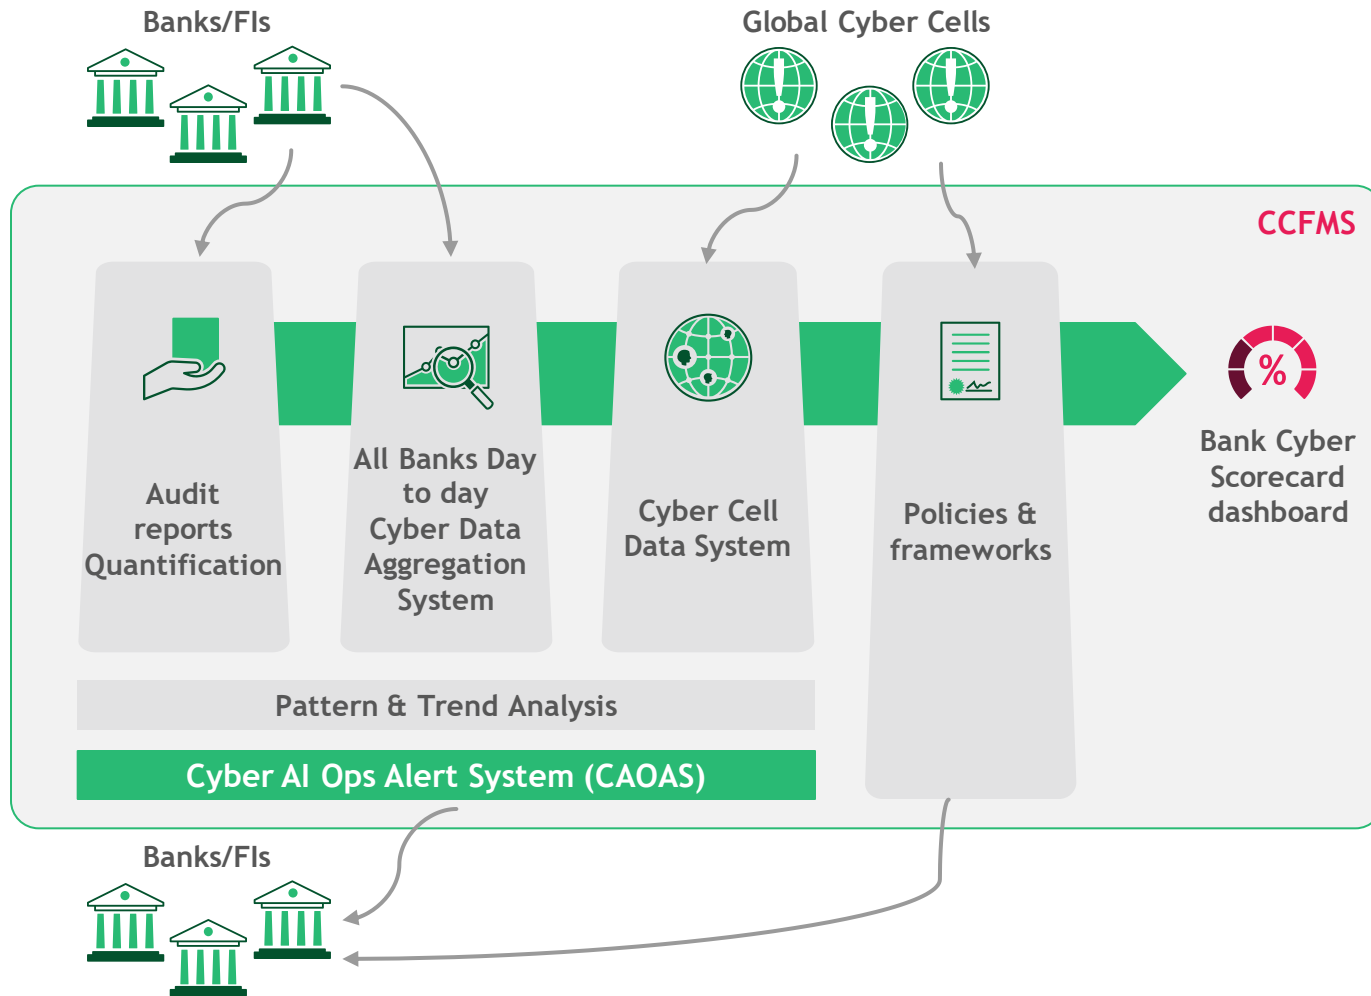 Banks/FIs
Global Cyber Cells
CCFMS
Audit
reports
Quantification
All Banks Day
to day
Cyber Data
Aggregation
System
Cyber Cell
Data System
Policies &
frameworks
%
Bank Cyber
Scorecard
dashboard
Pattern & Trend Analysis
Cyber AI Ops Alert System (CAOAS)
Banks/FIs